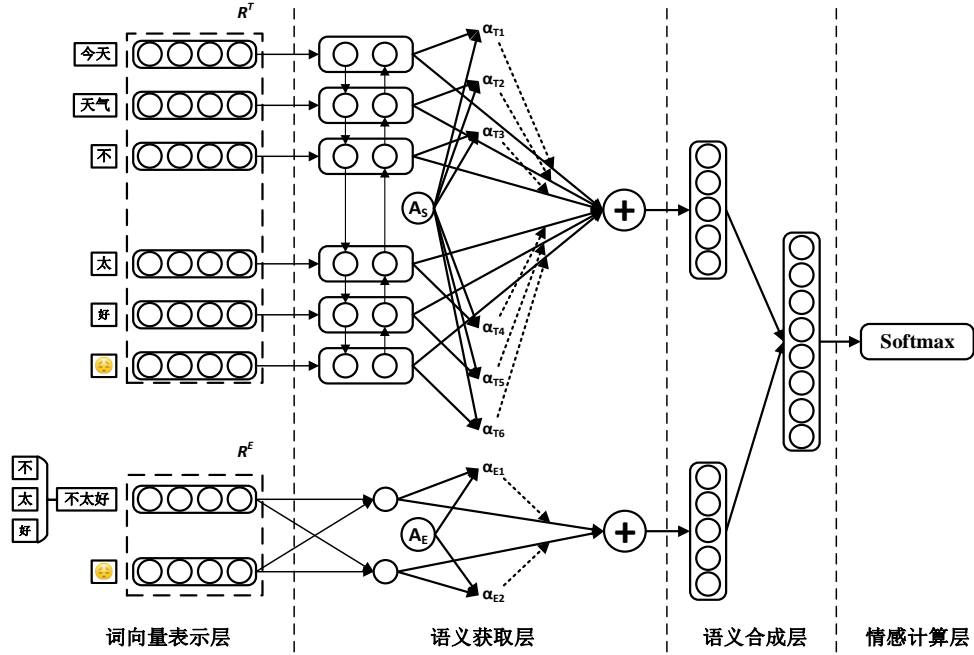 R^T
今天
天气
不
太
好
😔
α_T1
α_T2
α_T3
A_S
α_T4
α_T5
α_T6
+
Softmax
R^E
不
太
好
不太好
😔
α_E1
A_E
α_E2
+
词向量表示层
语义获取层
语义合成层
情感计算层